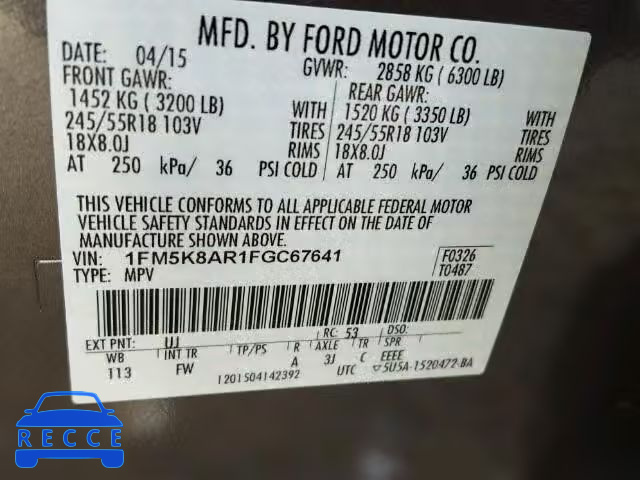 MFD. BY FORD MOTOR CO.
DATE: 04/15 GVWR: 2858 KG (6300 LB)
FRONT GAWR: REAR GAWR:
1452 KG (3200 LB) WITH 1520 KG (3350 LB) WITH
245/55R18 103V TIRES 245/55R18 103V TIRES
18X8.0J RIMS 18X8.0J RIMS
AT 250 kPa/ 36 PSI COLD AT 250 kPa/ 36 PSI COLD
THIS VEHICLE CONFORMS TO ALL APPLICABLE FEDERAL MOTOR
VEHICLE SAFETY STANDARDS IN EFFECT ON THE DATE OF
MANUFACTURE SHOWN ABOVE.
VIN: 1FM5K8AR1FGC67641 F0326
TYPE: MPV T0487
EXT PNT: UJ RC: 53 DSO:
WB INT TR TP/PS R AXLE TR SPR
113 FW A 3J C EEEE
1201504142392 UTC ▽5U5A-1520472-BA
RECCE